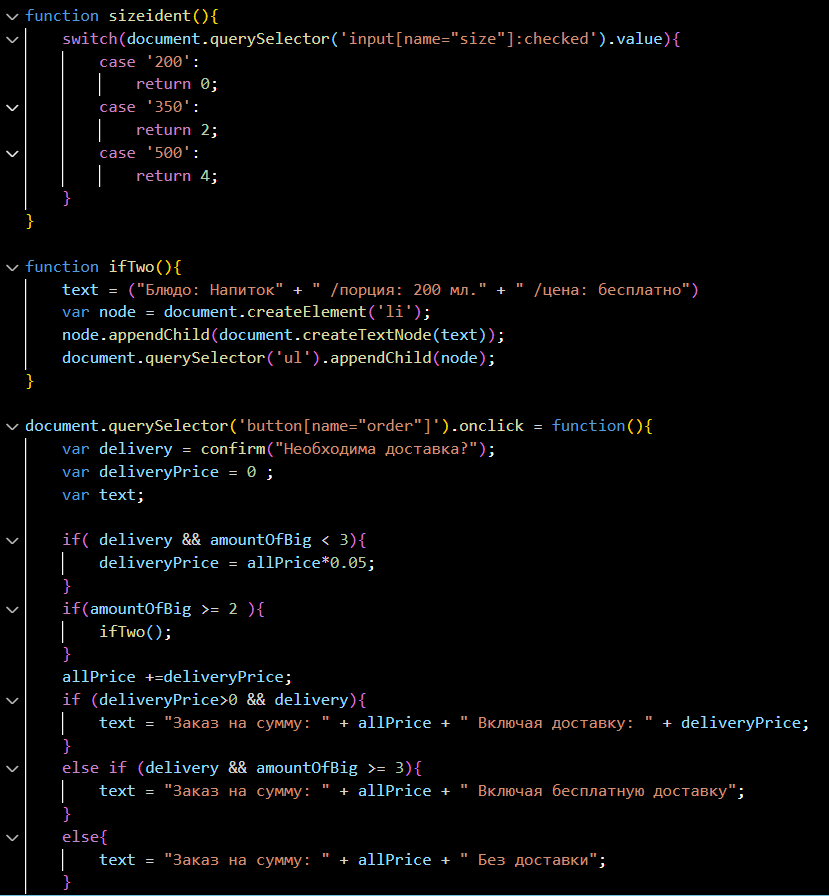 function sizeident(){
switch(document.querySelector('input[name="size"]:checked').value){
case '200':
return 0;
case '350':
return 2;
case '500':
return 4;
}
}
function ifTwo(){
text = ("Блюдо: Напиток" + " /порция: 200 мл." + " /цена: бесплатно")
var node = document.createElement('li');
node.appendChild(document.createTextNode(text));
document.querySelector('ul').appendChild(node);
}
document.querySelector('button[name="order"]').onclick = function(){
var delivery = confirm("Необходима доставка?");
var deliveryPrice = 0 ;
var text;
if( delivery && amountOfBig < 3){
deliveryPrice = allPrice*0.05;
}
if(amountOfBig >= 2 ){
ifTwo();
}
allPrice +=deliveryPrice;
if (deliveryPrice>0 && delivery){
text = "Заказ на сумму: " + allPrice + " Включая доставку: " + deliveryPrice;
}
else if (delivery && amountOfBig >= 3){
text = "Заказ на сумму: " + allPrice + " Включая бесплатную доставку";
}
else{
text = "Заказ на сумму: " + allPrice + " Без доставки";
}